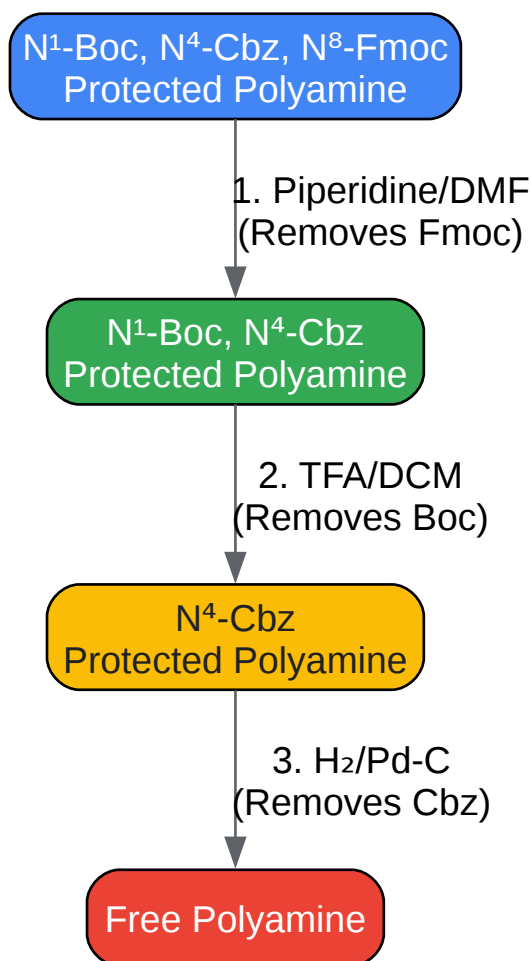 N¹-Boc, N⁴-Cbz, N⁸-Fmoc
Protected Polyamine
1. Piperidine/DMF
(Removes Fmoc)
N¹-Boc, N⁴-Cbz
Protected Polyamine
2. TFA/DCM
(Removes Boc)
N⁴-Cbz
Protected Polyamine
3. H₂/Pd-C
(Removes Cbz)
Free Polyamine